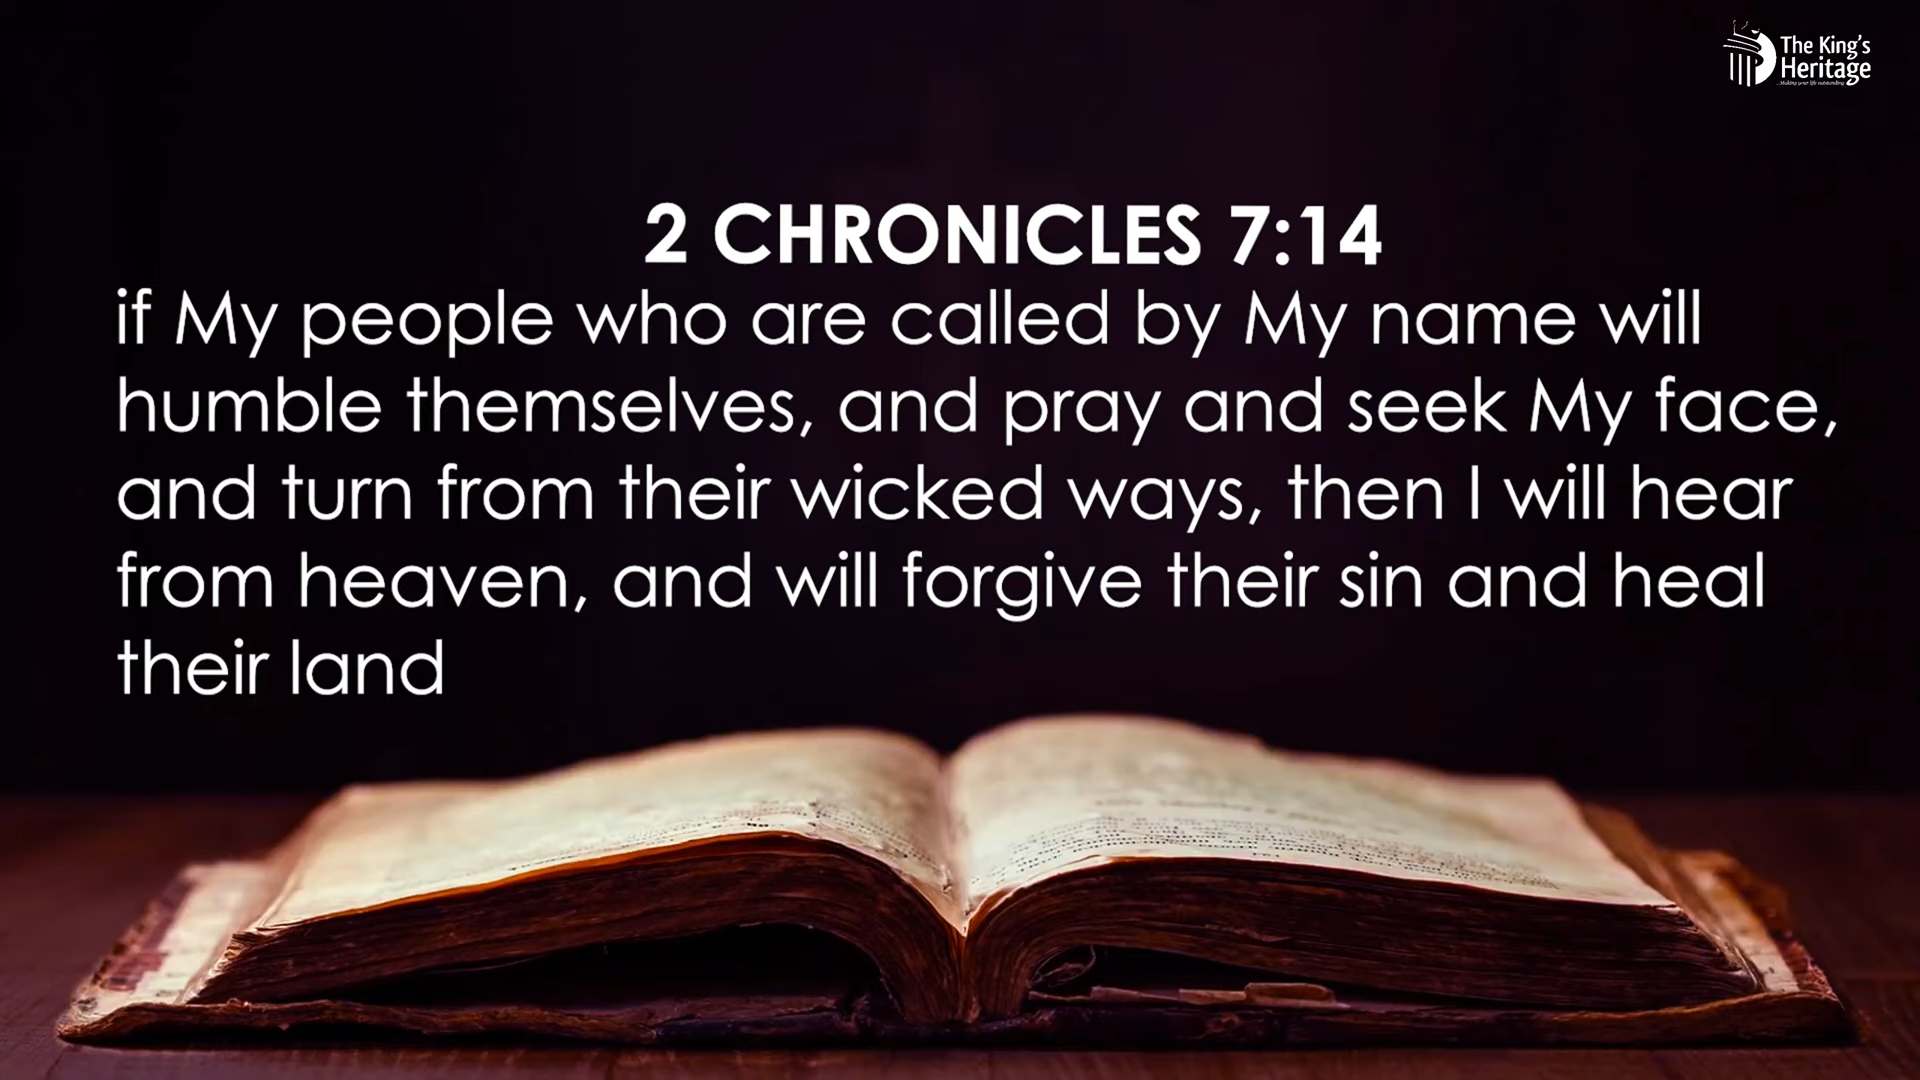 The King's
Heritage
2 CHRONICLES 7:14
if My people who are called by My name will
humble themselves, and pray and seek My face,
and turn from their wicked ways, then I will hear
from heaven, and will forgive their sin and heal
their land